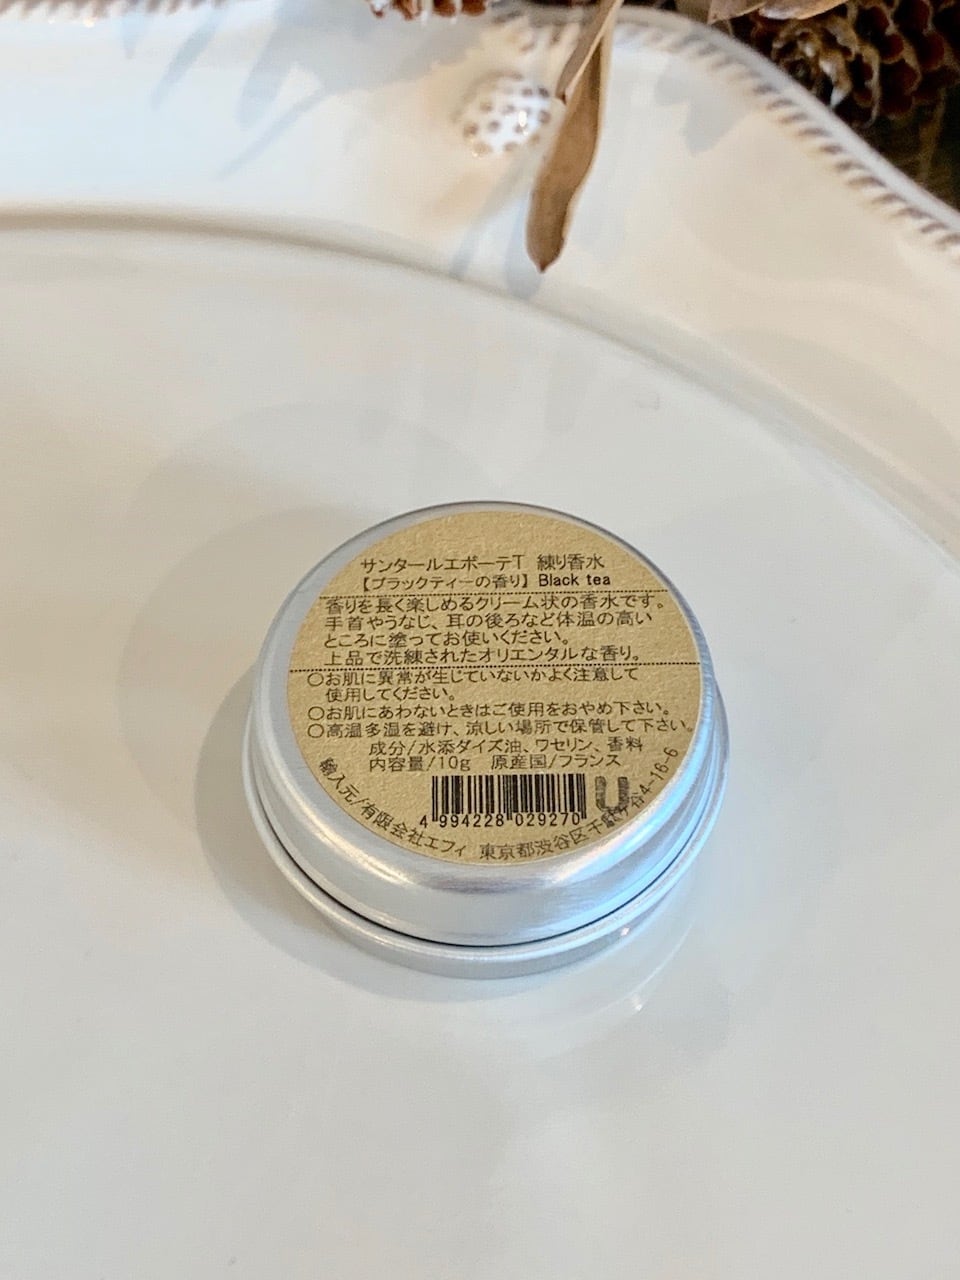 サンタールエボーテT 練り香水
【ブラックティーの香り】 Black tea
香りを長く楽しめるクリーム状の香水です。
手首やうなじ、耳の後ろなど体温の高い
ところに塗ってお使いください。
上品で洗練されたオリエンタルな香り。
○お肌に異常が生じていないかよく注意して
使用してください。
○お肌にあわないときはご使用をおやめ下さい。
○高温多湿を避け、涼しい場所で保管して下さい。
成分/水添ダイズ油、ワセリン、香料
内容量/10g 原産国/フランス
4 994228 029270
輸入元/有限会社エフィ 東京都渋谷区千駄ヶ谷4-16-6